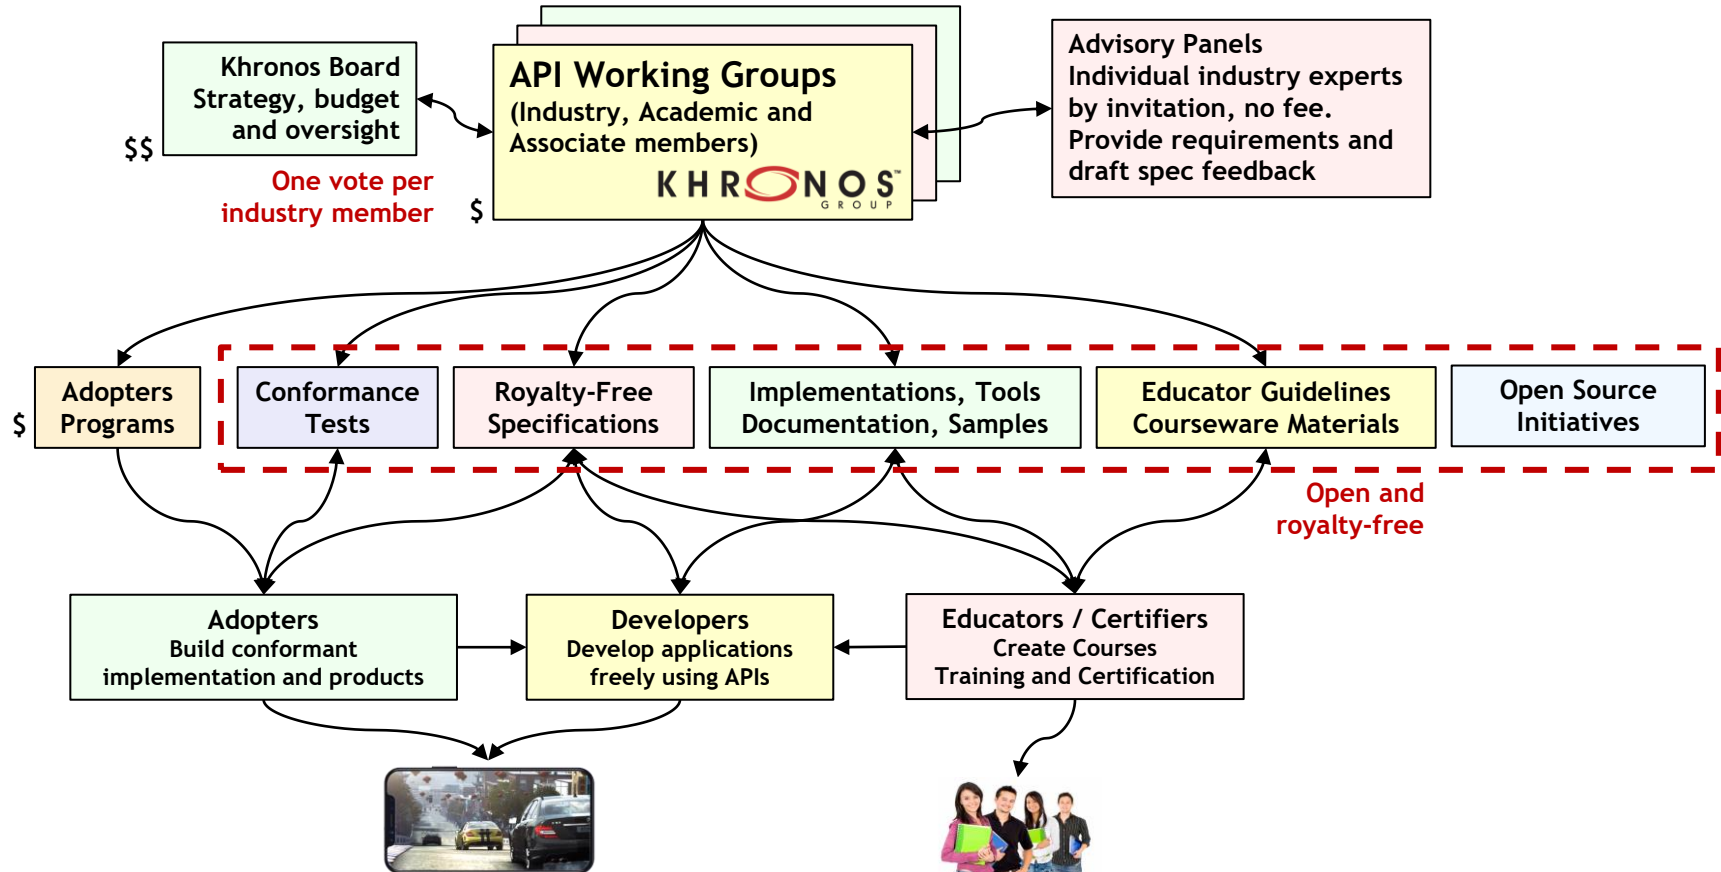 Khronos Board
Strategy, budget
and oversight
$$
One vote per
industry member
API Working Groups
(Industry, Academic and
Associate members)
KHRONOS™
GROUP
$
Advisory Panels
Individual industry experts
by invitation, no fee.
Provide requirements and
draft spec feedback
$
Adopters
Programs
Conformance
Tests
Royalty-Free
Specifications
Implementations, Tools
Documentation, Samples
Educator Guidelines
Courseware Materials
Open Source
Initiatives
Open and
royalty-free
Adopters
Build conformant
implementation and products
Developers
Develop applications
freely using APIs
Educators / Certifiers
Create Courses
Training and Certification